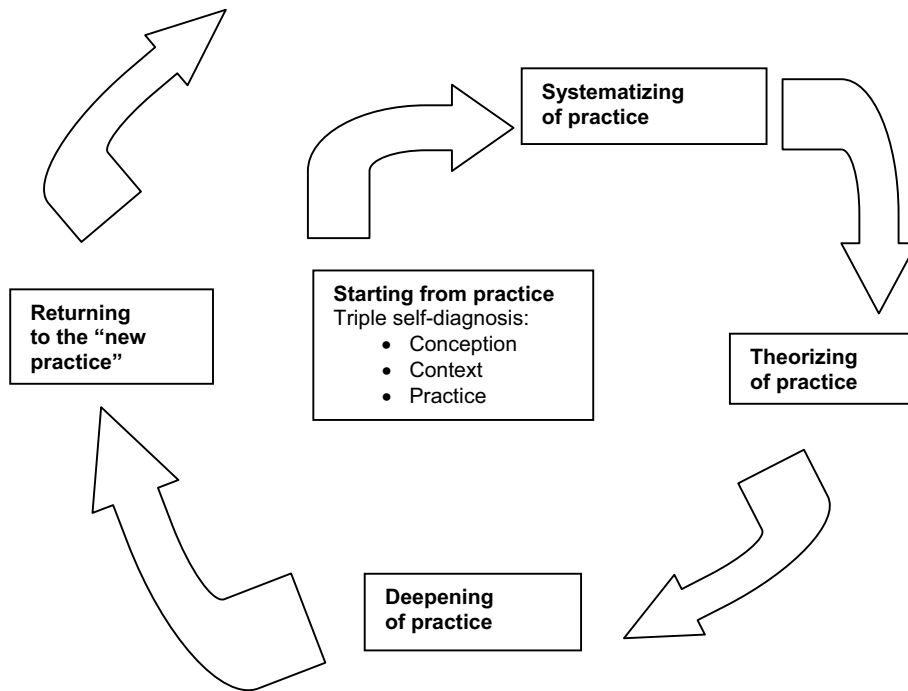 Systematizing
of practice
Starting from practice
Triple self-diagnosis:
• Conception
• Context
• Practice
Returning
to the “new
practice”
Theorizing
of practice
Deepening
of practice